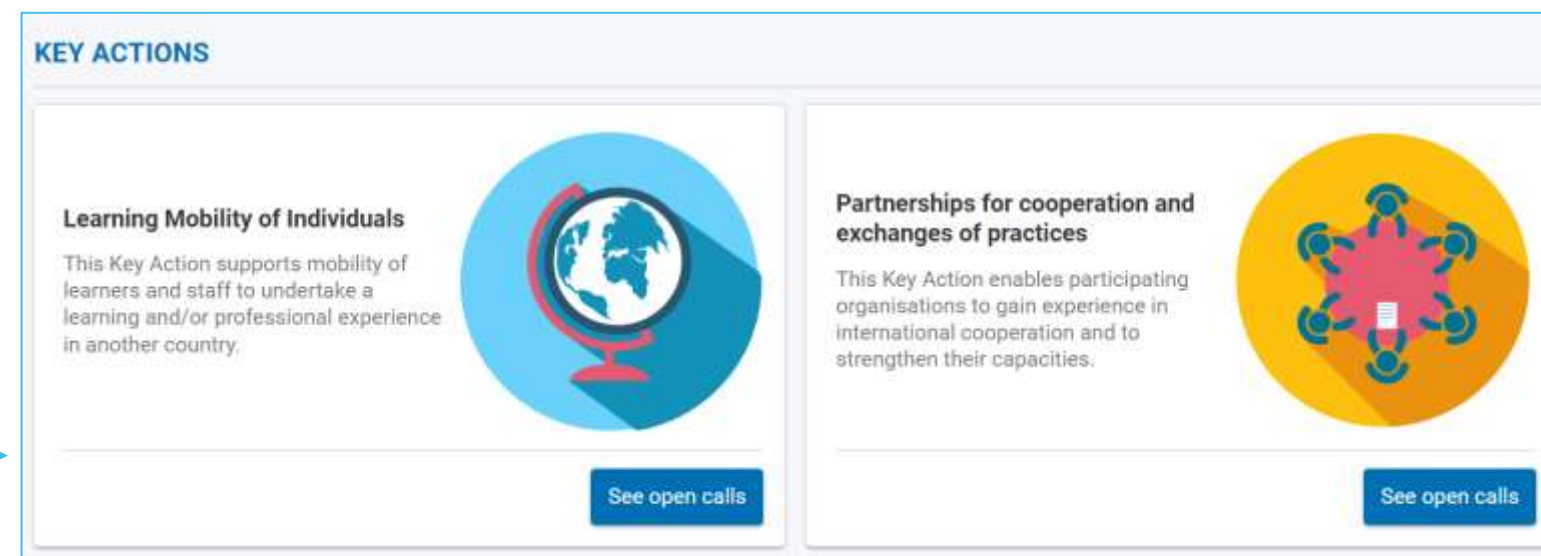 KEY ACTIONS
Learning Mobility of Individuals
This Key Action supports mobility of
learners and staff to undertake a
learning and/or professional experience
in another country.
See open calls
Partnerships for cooperation and
exchanges of practices
This Key Action enables participating
organisations to gain experience in
international cooperation and to
strengthen their capacities.
See open calls